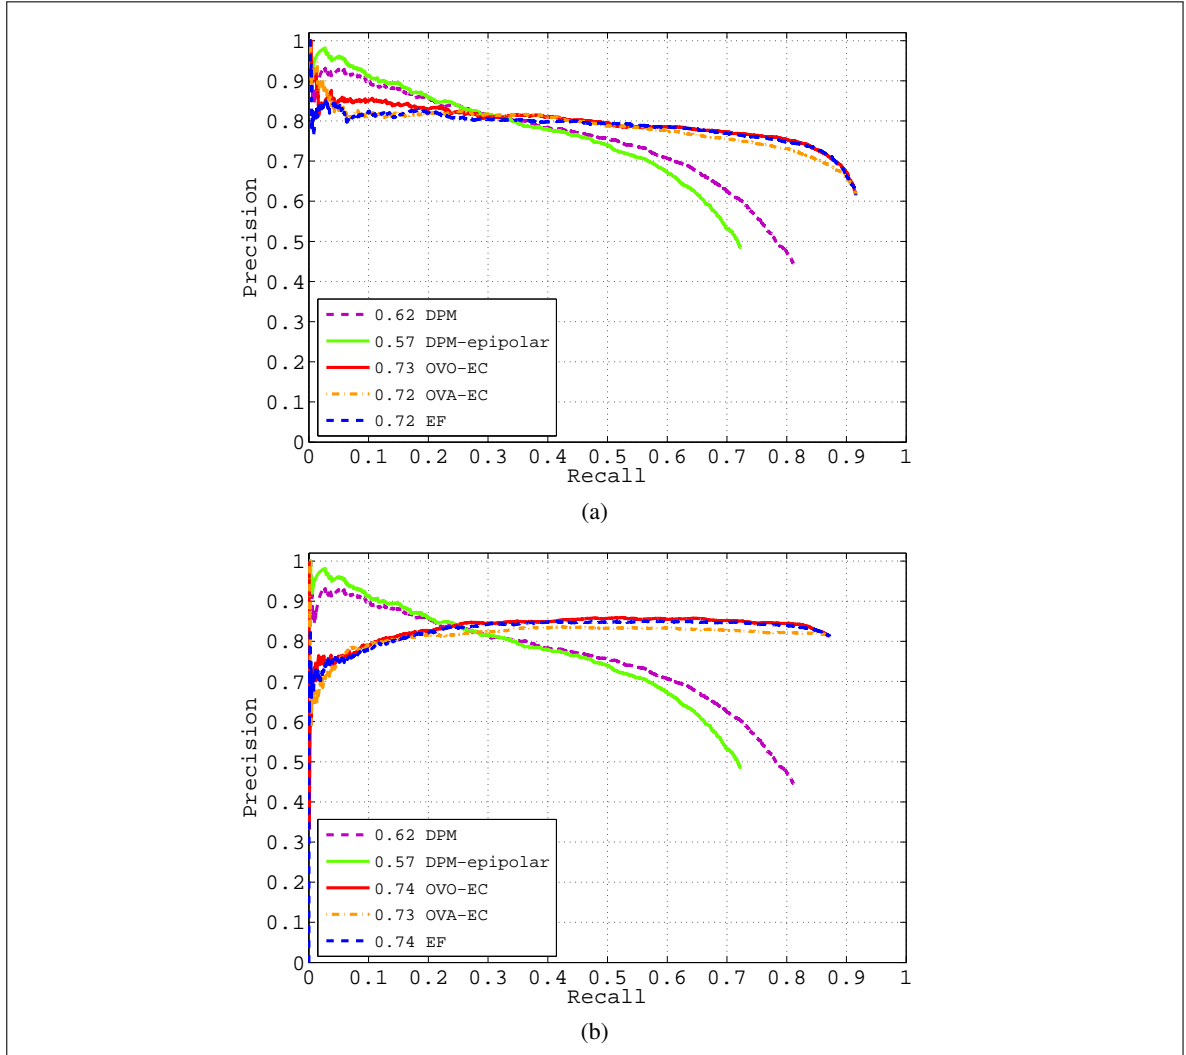 1
0.9
0.8
0.7
0.6
0.5
0.4
0.3
0.2
0.1
0
Precision
0.62 DPM
0.57 DPM-epipolar
0.73 OVO-EC
0.72 OVA-EC
0.72 EF
0 0.1 0.2 0.3 0.4 0.5 0.6 0.7 0.8 0.9 1
Recall
(a)
1
0.9
0.8
0.7
0.6
0.5
0.4
0.3
0.2
0.1
0
Precision
0.62 DPM
0.57 DPM-epipolar
0.74 OVO-EC
0.73 OVA-EC
0.74 EF
0 0.1 0.2 0.3 0.4 0.5 0.6 0.7 0.8 0.9 1
Recall
(b)